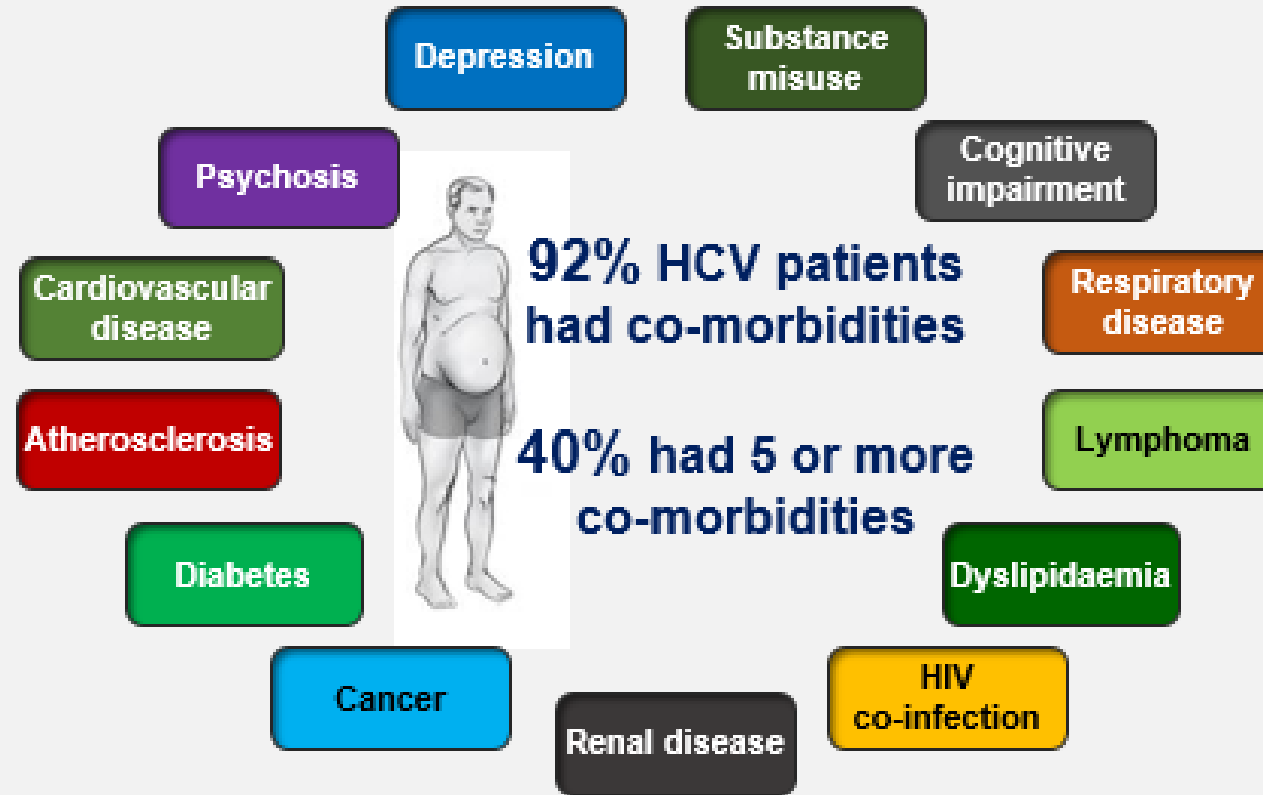 Depression
Substance
misuse
Psychosis
Cognitive
impairment
92% HCV patients
had co-morbidities
Cardiovascular
disease
Respiratory
disease
Atherosclerosis
40% had 5 or more
co-morbidities
Lymphoma
Diabetes
Dyslipidaemia
Cancer
HIV
co-infection
Renal disease